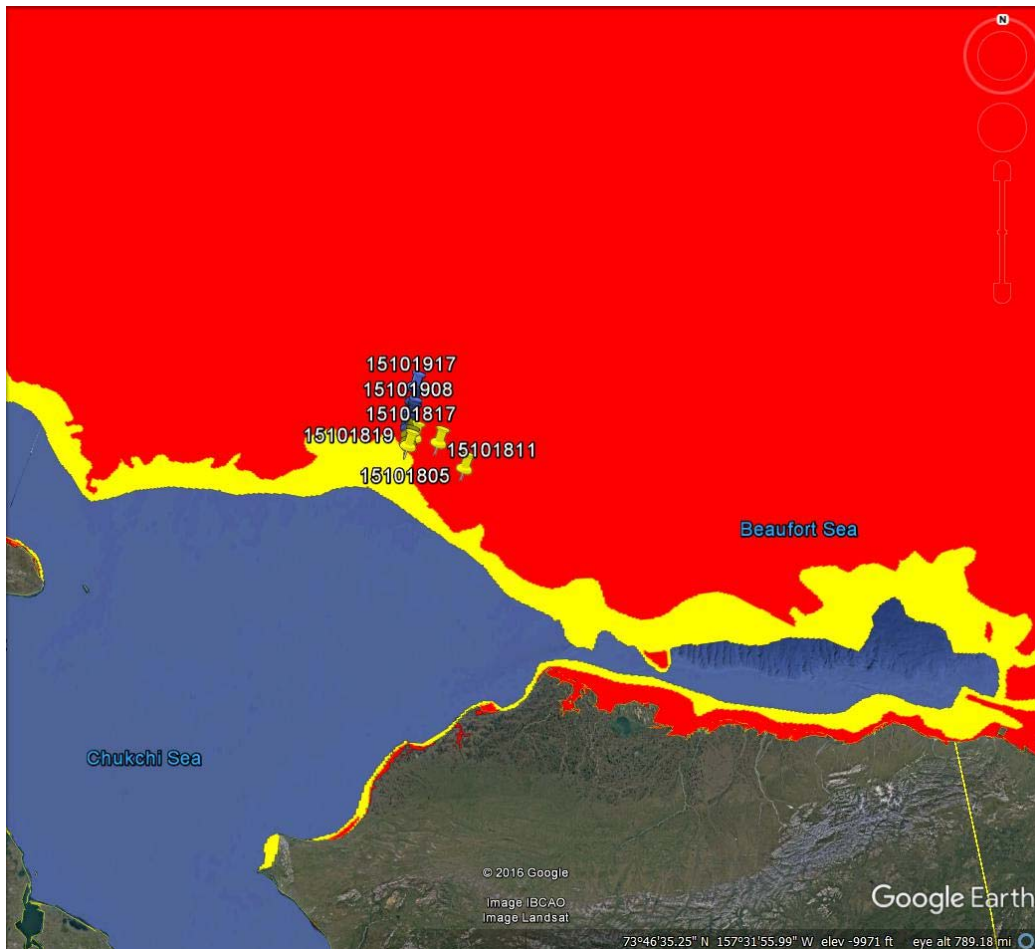 N
15101917
15101908
15101817
15101819
15101811
15101805
Beaufort Sea
Chukchi Sea
© 2016 Google
Image IBCAO
Image Landsat
Google Earth
73°46'35.25" N 157°31'55.99" W elev -9971 ft eye alt 789.18 mi